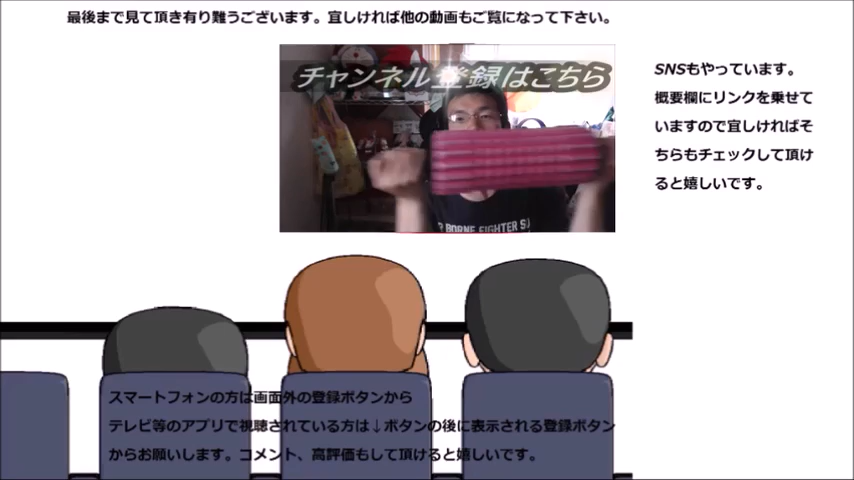 最後まで見て頂き有り難うございます。宜しければ他の動画もご覧になって下さい。
チャンネル登録はこちら
BORNE FIGHTER
SNSもやっています。
概要欄にリンクを乗せて
いますので宜しければそ
ちらもチェックして頂け
ると嬉しいです。
スマートフォンの方は画面外の登録ボタンから
テレビ等のアプリで視聴されている方は↓ボタンの後に表示される登録ボタン
からお願いします。コメント、高評価もして頂けると嬉しいです。